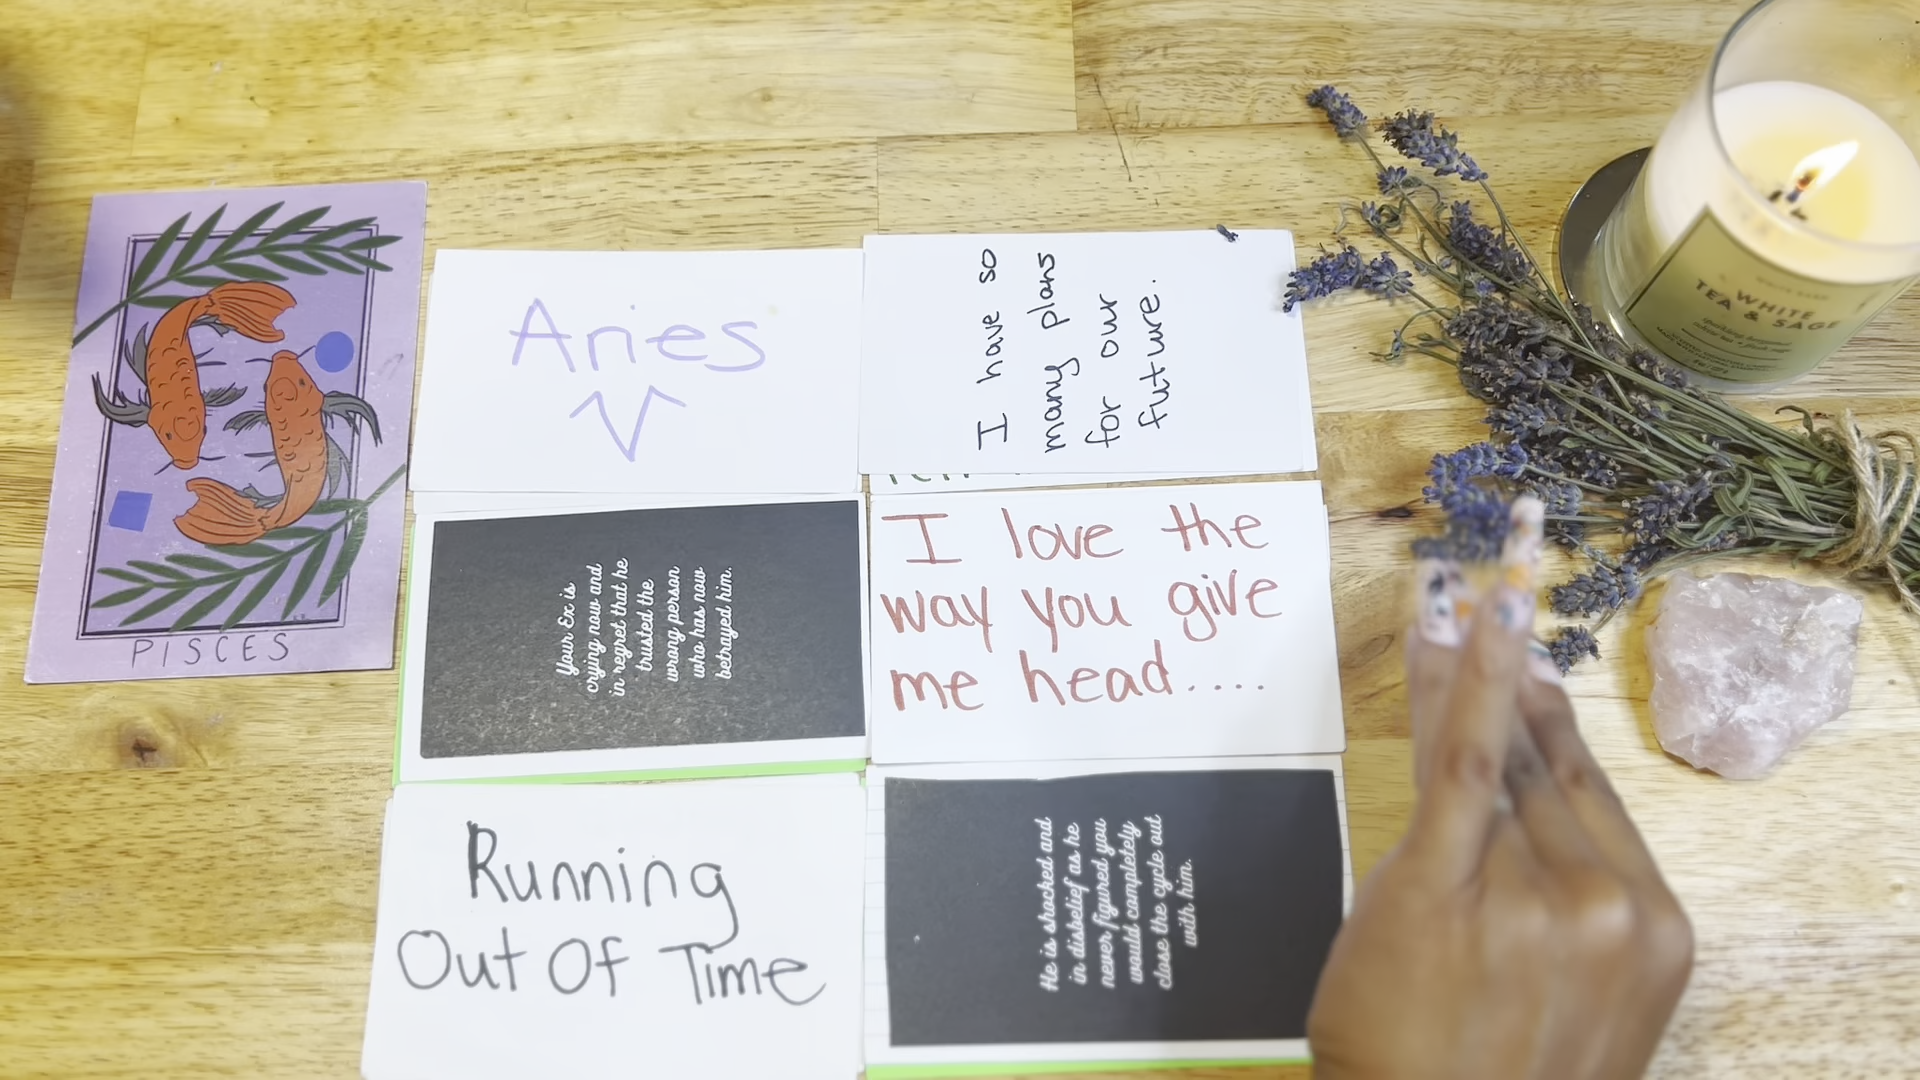 PISCES
Aries
V
I have so
many plans
for our
future.
Your Ex is
crying now and
in regret that he
trusted the
wrong person
who has now
betrayed him.
I love the
way you give
me head....
Running
Out Of Time
He is shocked and
in disbelief as he
never figured you
would completely
close the cycle out
with him.
WHITE
TEA & SAGE